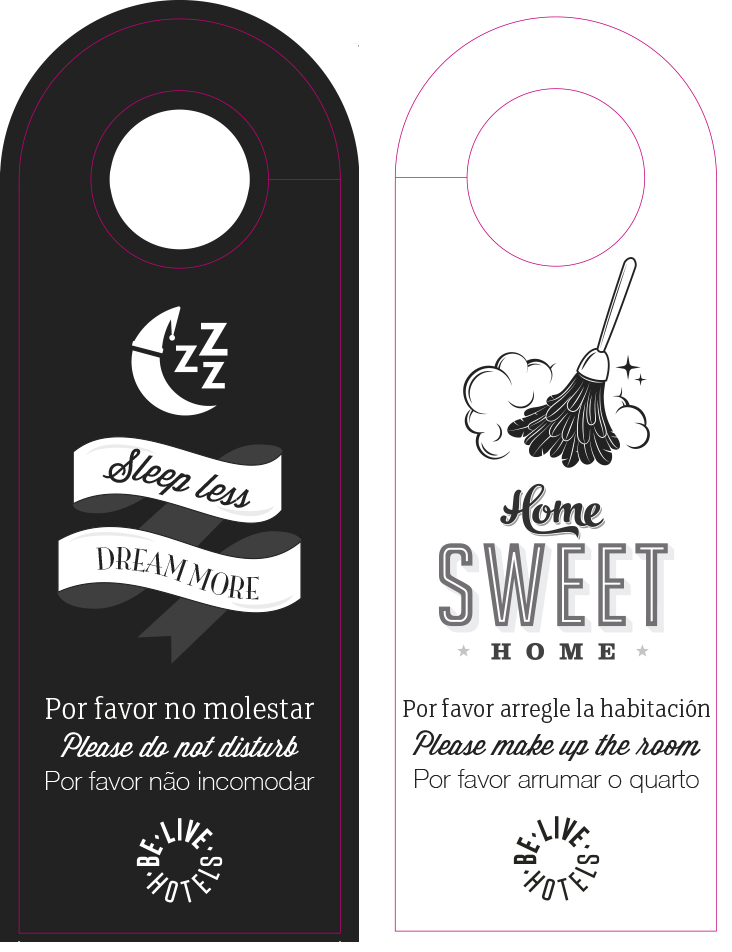 zZZ
Sleep less
DREAM MORE
Por favor no molestar
Please do not disturb
Por favor não incomodar
BE · LIVE · HOTELS ·
Home
SWEET
HOME
Por favor arregle la habitación
Please make up the room
Por favor arrumar o quarto
BE · LIVE · HOTELS ·